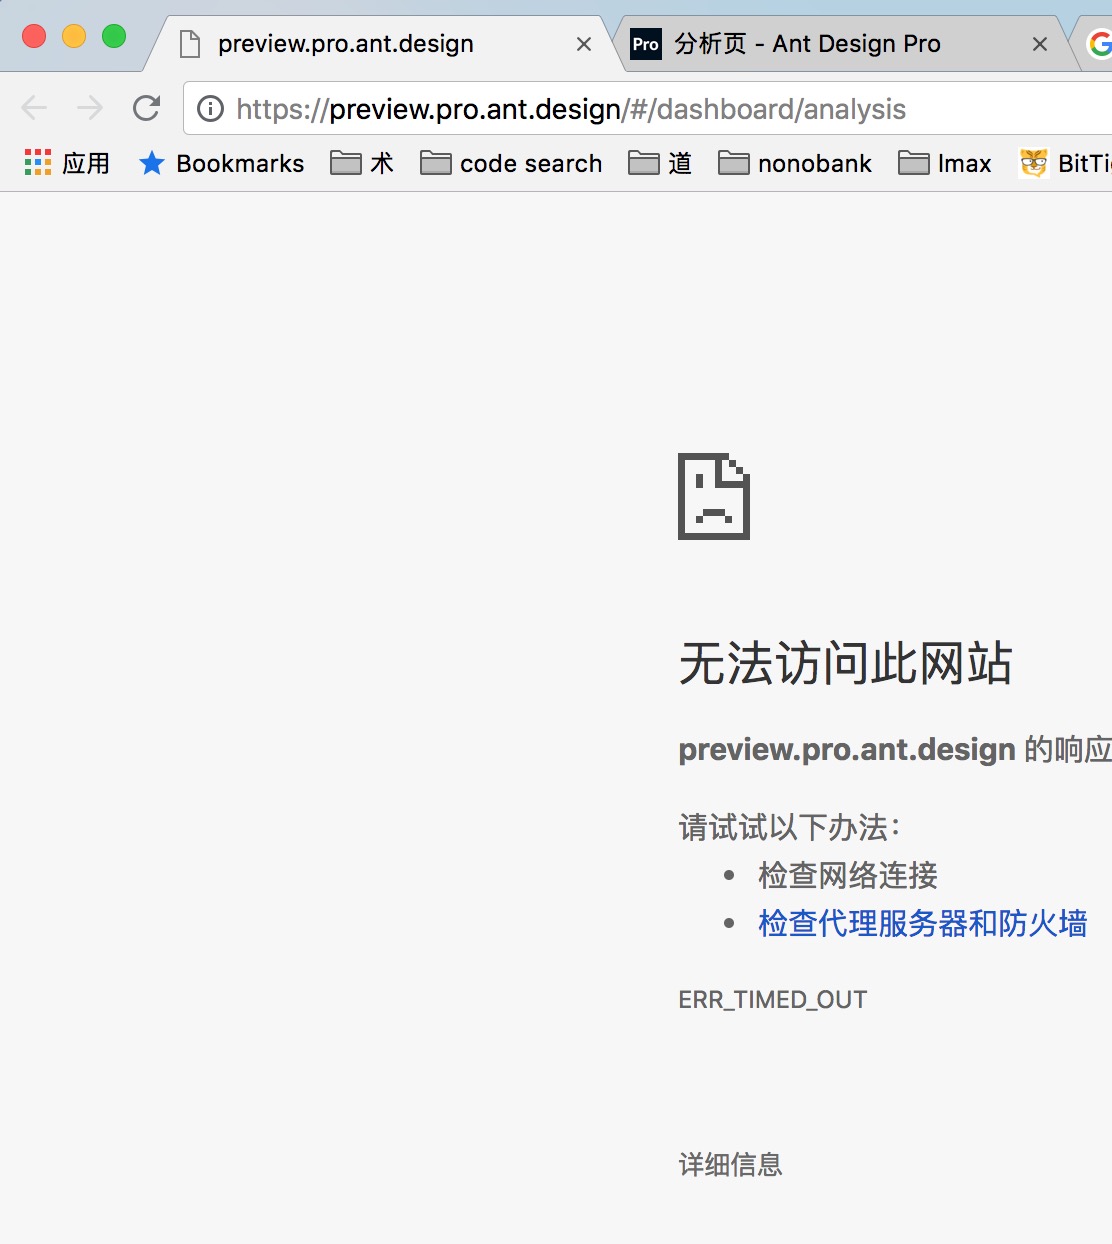 preview.pro.ant.design
Pro 分析页 - Ant Design Pro
https://preview.pro.ant.design/#/dashboard/analysis
应用 Bookmarks 术 code search 道 nonobank lmax BitTig
无法访问此网站
preview.pro.ant.design 的响应
请试试以下办法：
检查网络连接
检查代理服务器和防火墙
ERR_TIMED_OUT
详细信息